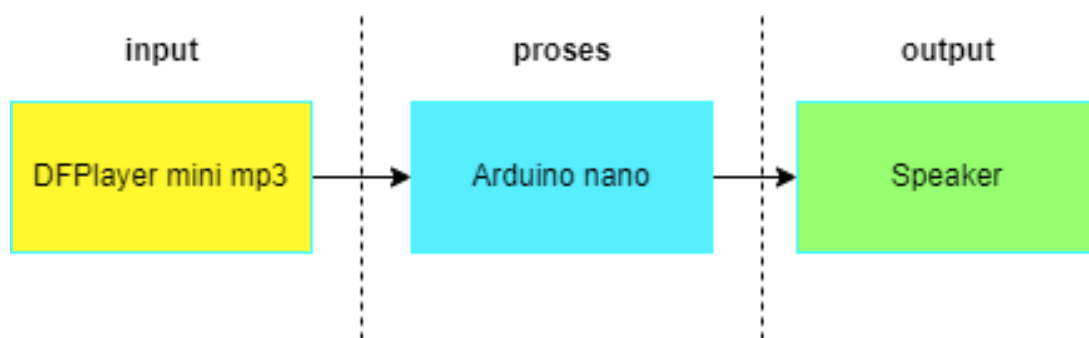 input
proses
output
DFPlayer mini mp3
Arduino nano
Speaker